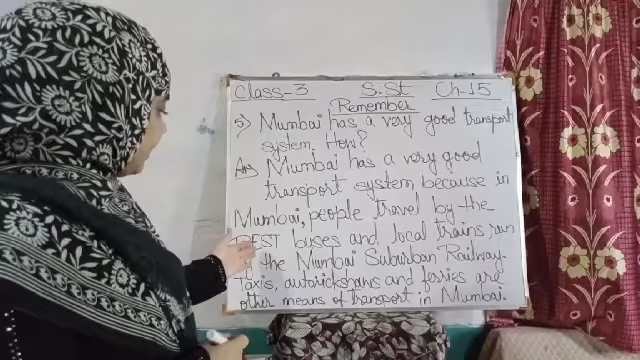 Class-3 S.St Ch-15
Remember
5) Mumbai has a very good transport
system. How?
Ans) Mumbai has a very good
transport system because in
Mumbai, people travel by the
BEST buses and local trains run
the Mumbai Suburban Railway.
Taxis, autorickshaws and ferries are
other means of transport in Mumbai.